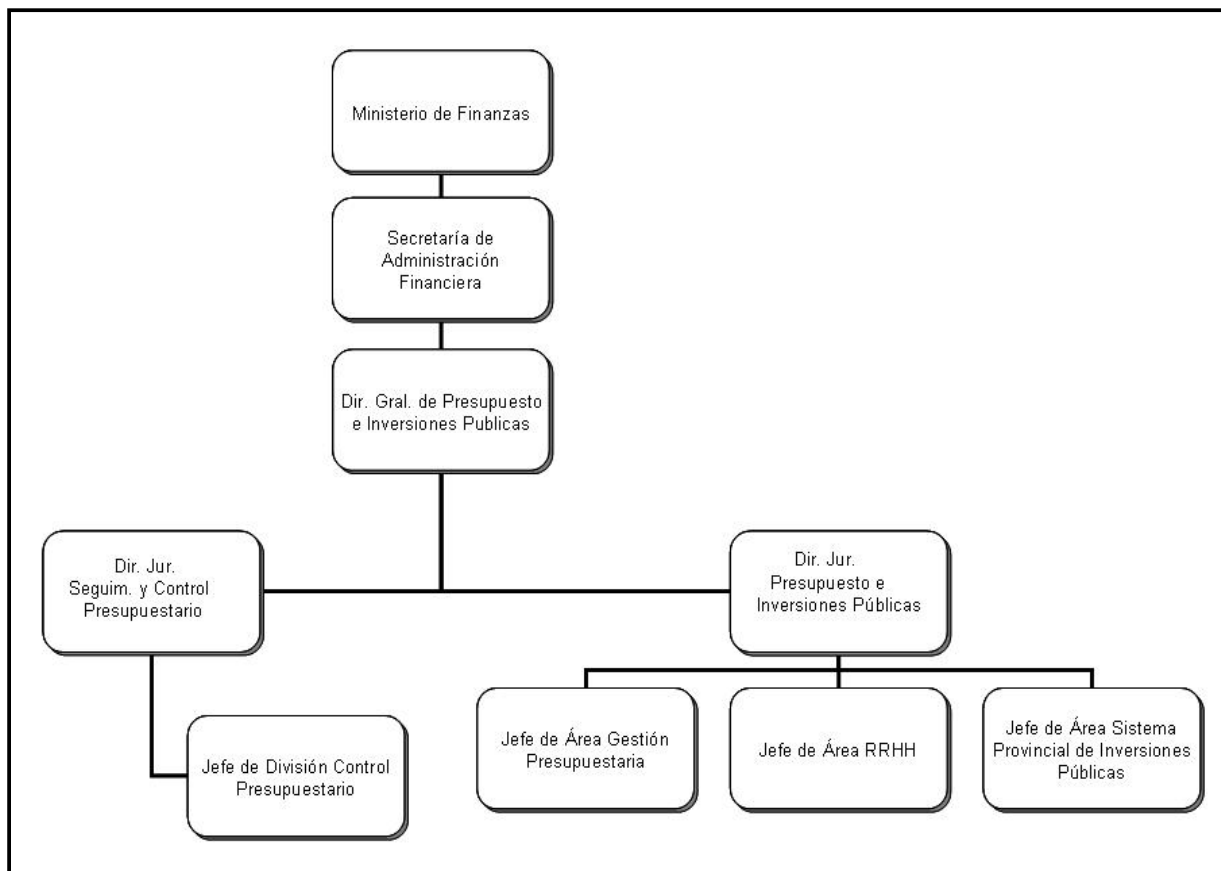 Ministerio de Finanzas
Secretaría de
Administración
Financiera
Dir. Gral. de Presupuesto
e Inversiones Publicas
Dir. Jur.
Seguim. y Control
Presupuestario
Dir. Jur.
Presupuesto e
Inversiones Públicas
Jefe de División Control
Presupuestario
Jefe de Área Gestión
Presupuestaria
Jefe de Área RRHH
Jefe de Área Sistema
Provincial de Inversiones
Públicas